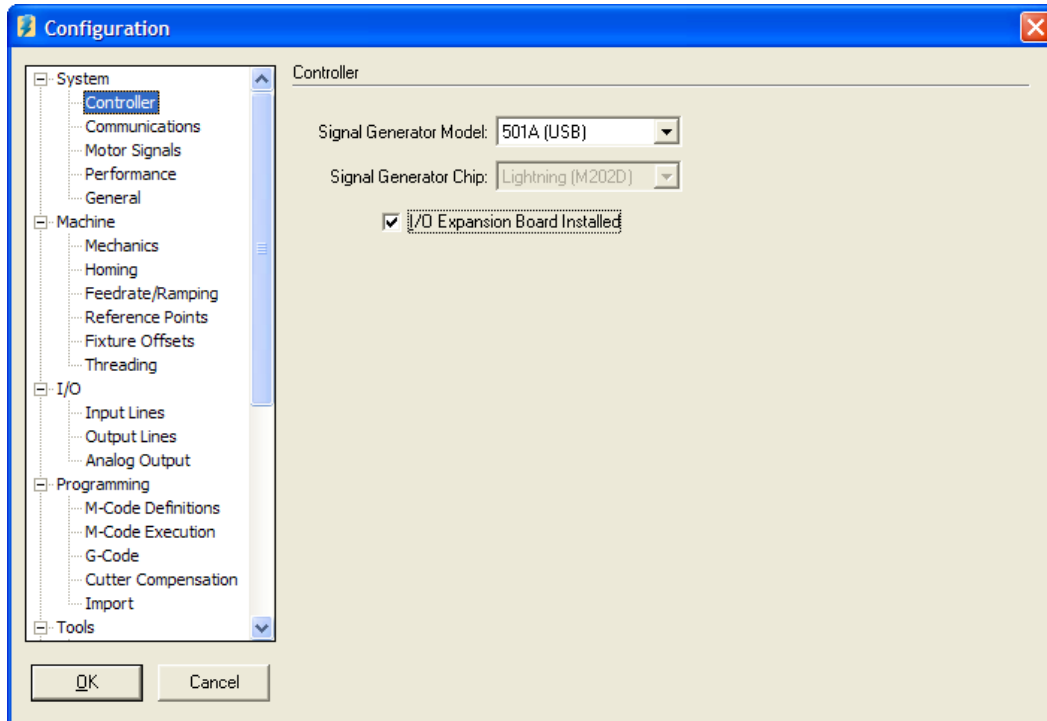 Configuration
System
Controller
Communications
Motor Signals
Performance
General
Machine
Mechanics
Homing
Feedrate/Ramping
Reference Points
Fixture Offsets
Threading
I/O
Input Lines
Output Lines
Analog Output
Programming
M-Code Definitions
M-Code Execution
G-Code
Cutter Compensation
Import
Tools
Controller
Signal Generator Model: 501A (USB)
Signal Generator Chip: Lightning (M202D)
I/O Expansion Board Installed
OK Cancel